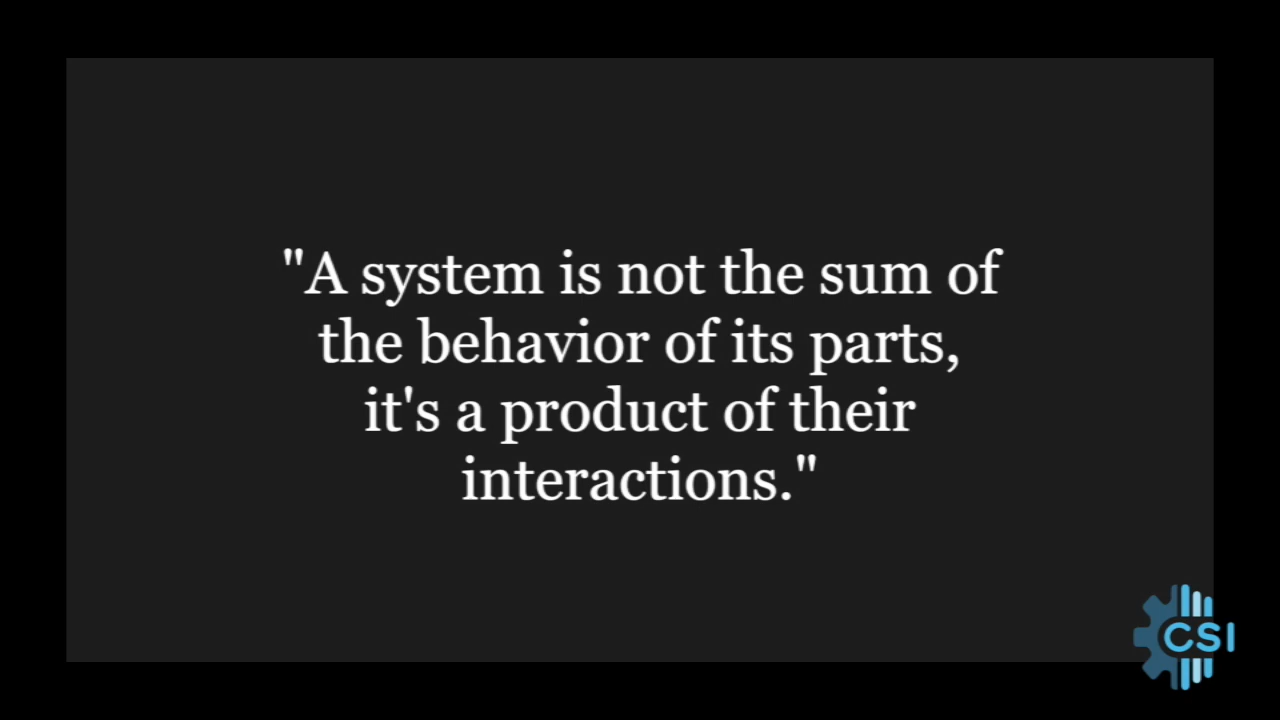 "A system is not the sum of
the behavior of its parts,
it's a product of their
interactions."
CSI